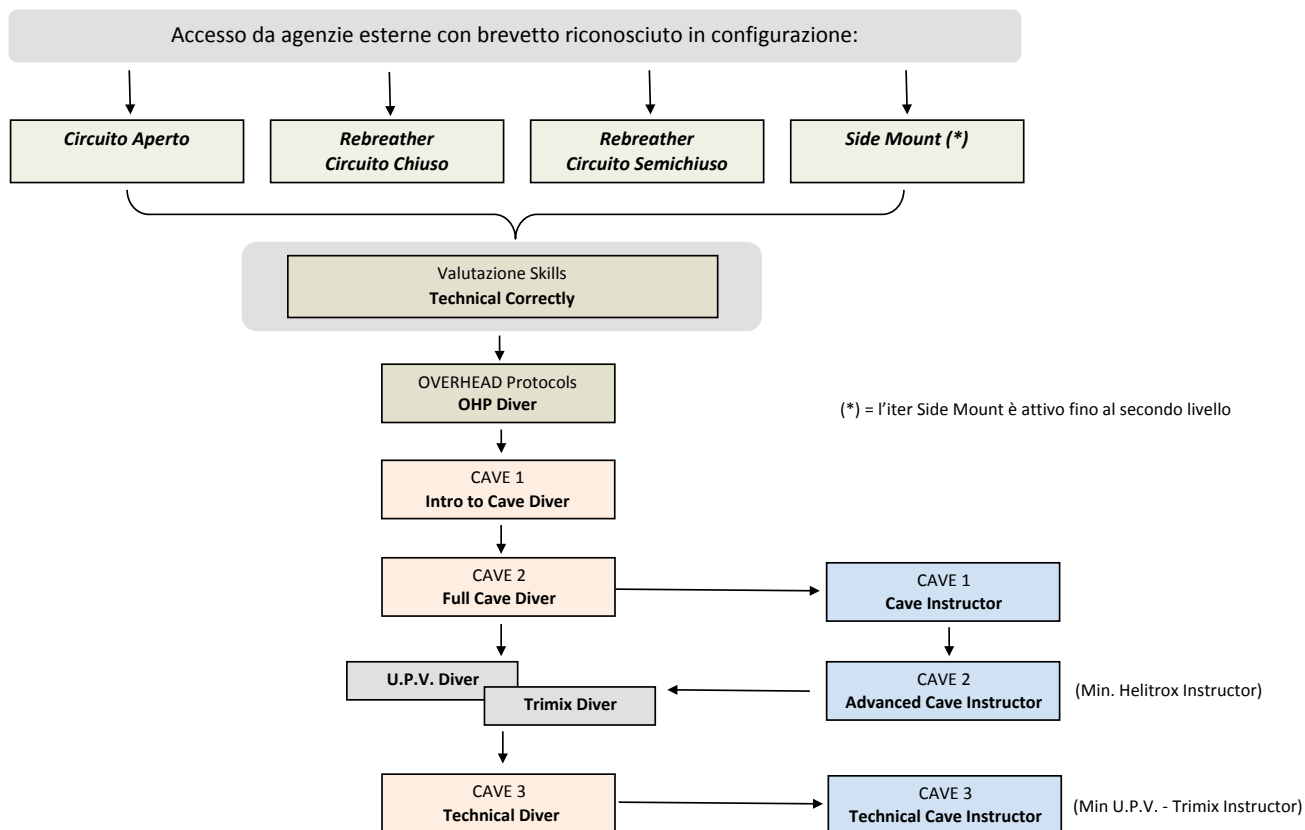 Accesso da agenzie esterne con brevetto riconosciuto in configurazione:
Circuito Aperto
Rebreather
Circuito Chiuso
Rebreather
Circuito Semichiuso
Side Mount (*)
Valutazione Skills
Technical Correctly
OVERHEAD Protocols
OHP Diver
(*) = l'iter Side Mount è attivo fino al secondo livello
CAVE 1
Intro to Cave Diver
CAVE 2
Full Cave Diver
CAVE 1
Cave Instructor
U.P.V. Diver
Trimix Diver
CAVE 2
Advanced Cave Instructor
(Min. Helitrox Instructor)
CAVE 3
Technical Diver
CAVE 3
Technical Cave Instructor
(Min U.P.V. - Trimix Instructor)